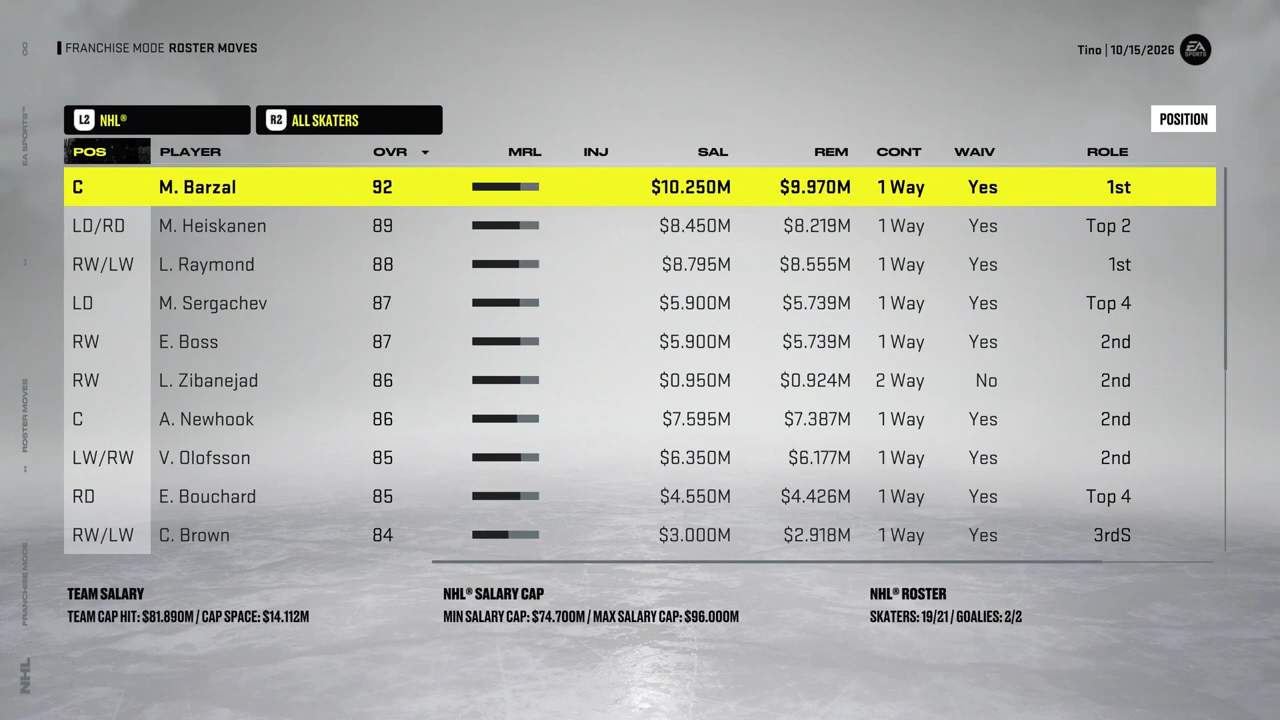 FRANCHISE MODE ROSTER MOVES
Tino | 10/15/2026
EA SPORTS
L2 NHL®
R2 ALL SKATERS
POSITION
POS PLAYER OVR MRL INJ SAL REM CONT WAIV ROLE
C M. Barzal 92 $10.250M $9.970M 1 Way Yes 1st
LD/RD M. Heiskanen 89 $8.450M $8.219M 1 Way Yes Top 2
RW/LW L. Raymond 88 $8.795M $8.555M 1 Way Yes 1st
LD M. Sergachev 87 $5.900M $5.739M 1 Way Yes Top 4
RW E. Boss 87 $5.900M $5.739M 1 Way Yes 2nd
RW L. Zibanejad 86 $0.950M $0.924M 2 Way No 2nd
C A. Newhook 86 $7.595M $7.387M 1 Way Yes 2nd
LW/RW V. Olofsson 85 $6.350M $6.177M 1 Way Yes 2nd
RD E. Bouchard 85 $4.550M $4.426M 1 Way Yes Top 4
RW/LW C. Brown 84 $3.000M $2.918M 1 Way Yes 3rdS
TEAM SALARY
TEAM CAP HIT: $81.890M / CAP SPACE: $14.112M
NHL® SALARY CAP
MIN SALARY CAP: $74.700M / MAX SALARY CAP: $96.000M
NHL® ROSTER
SKATERS: 19/21 / GOALIES: 2/2
NHL
FRANCHISE MODE
ROSTER MOVES
EA SPORTS™